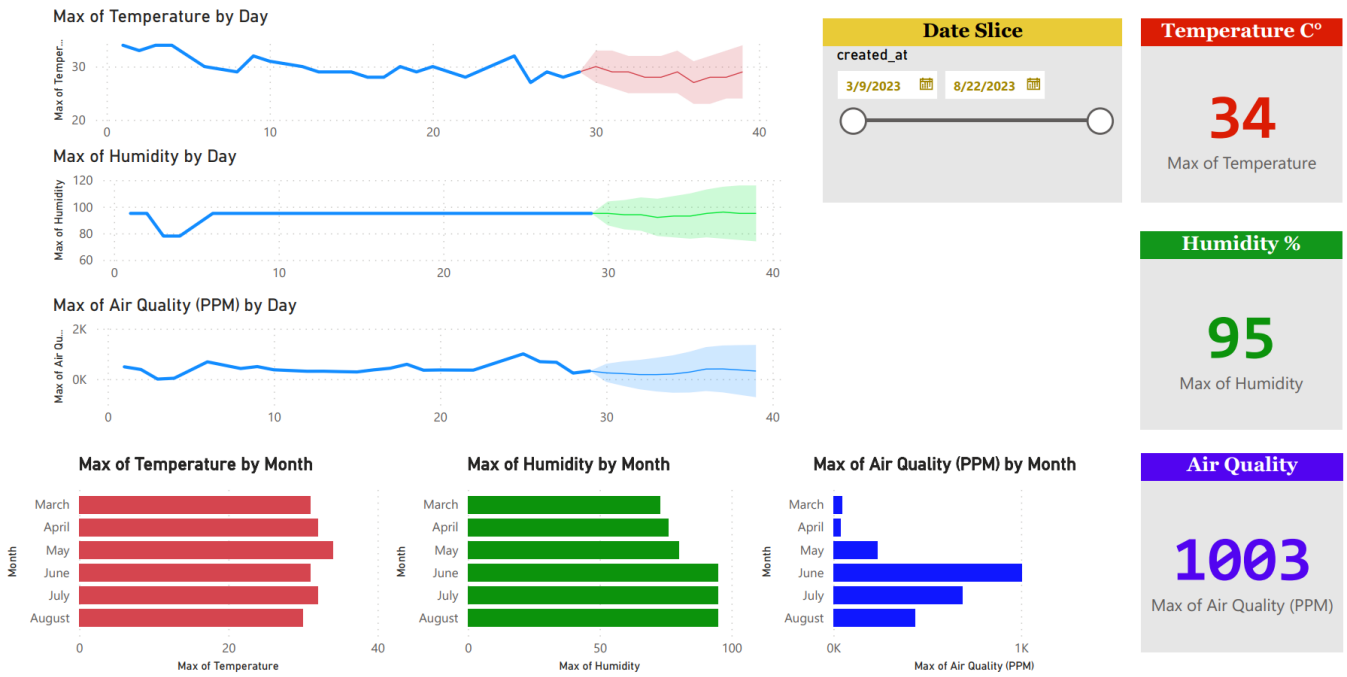 Max of Temperature by Day
Max of Temper...
30
20
0 10 20 30 40
Max of Humidity by Day
Max of Humidity
120
100
80
60
0 10 20 30 40
Max of Air Quality (PPM) by Day
Max of Air Qu...
2K
0K
0 10 20 30 40
Date Slice
created_at
3/9/2023 8/22/2023
Temperature C°
34
Max of Temperature
Humidity %
95
Max of Humidity
Air Quality
1003
Max of Air Quality (PPM)
Max of Temperature by Month
Month
March
April
May
June
July
August
0 20 40
Max of Temperature
Max of Humidity by Month
Month
March
April
May
June
July
August
0 50 100
Max of Humidity
Max of Air Quality (PPM) by Month
Month
March
April
May
June
July
August
0K 1K
Max of Air Quality (PPM)